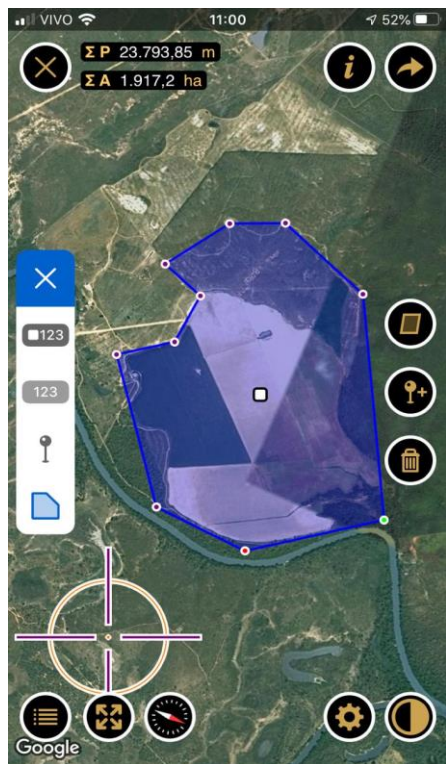 VIVO 11:00 52%
Σ P 23.793,85 m
Σ A 1.917,2 ha
i
123
123
Google